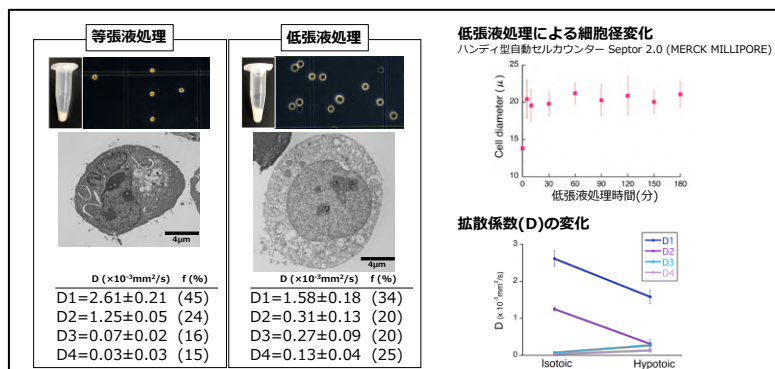 等張液処理
低張液処理
4μm
4μm
D (×10-3mm2/s) f (%)
D1=2.61±0.21 (45)
D2=1.25±0.05 (24)
D3=0.07±0.02 (16)
D4=0.03±0.03 (15)
D (×10-3mm2/s) f (%)
D1=1.58±0.18 (34)
D2=0.31±0.13 (20)
D3=0.27±0.09 (20)
D4=0.13±0.04 (25)
低張液処理による細胞径変化
ハンディ型自動セルカウンター Septor 2.0 (MERCK MILLIPORE)
Cell diameter (μ)
25
20
15
10
0 30 60 90 120 150 180
低張液処理時間(分)
拡散係数(D)の変化
D1
D2
D3
D4
D (×10-3mm2/s)
3
2
1
0
Isotoic Hypotoic